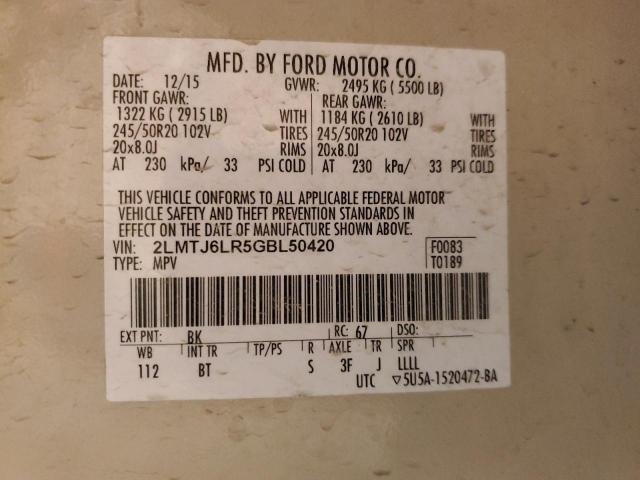 MFD. BY FORD MOTOR CO.
DATE: 12/15 GVWR: 2495 KG ( 5500 LB)
FRONT GAWR: REAR GAWR:
1322 KG ( 2915 LB) WITH 1184 KG ( 2610 LB) WITH
245/50R20 102V TIRES 245/50R20 102V TIRES
20x8.0J RIMS 20x8.0J RIMS
AT 230 kPa/ 33 PSI COLD AT 230 kPa/ 33 PSI COLD
THIS VEHICLE CONFORMS TO ALL APPLICABLE FEDERAL MOTOR
VEHICLE SAFETY AND THEFT PREVENTION STANDARDS IN
EFFECT ON THE DATE OF MANUFACTURE SHOWN ABOVE.
VIN: 2LMTJ6LR5GBL50420 F0083
TYPE: MPV T0189
EXT PNT: BK RC: 67 DSO:
WB INT TR TP/PS R AXLE TR SPR
112 BT S 3F J LLLL
UTC ▽5U5A-1520472-BA